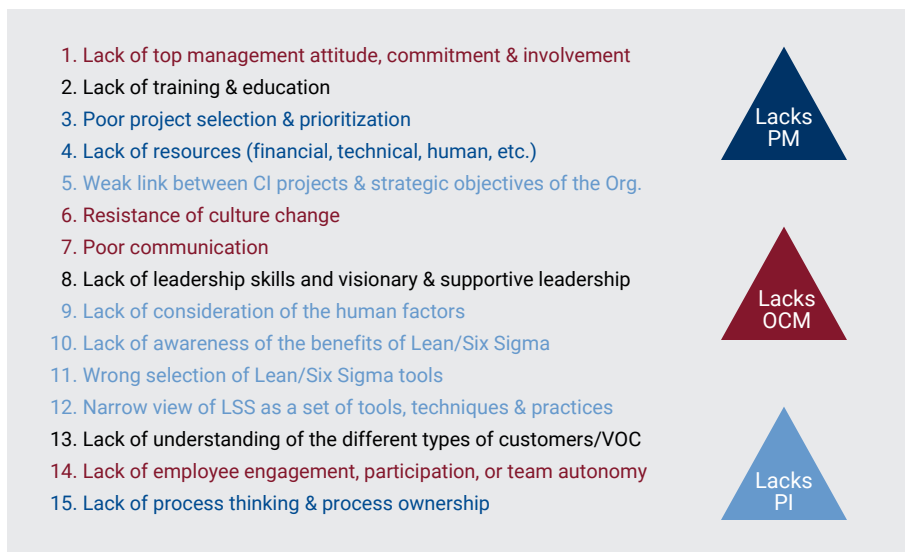 1. Lack of top management attitude, commitment & involvement
2. Lack of training & education
3. Poor project selection & prioritization
4. Lack of resources (financial, technical, human, etc.)
5. Weak link between CI projects & strategic objectives of the Org.
6. Resistance of culture change
7. Poor communication
8. Lack of leadership skills and visionary & supportive leadership
9. Lack of consideration of the human factors
10. Lack of awareness of the benefits of Lean/Six Sigma
11. Wrong selection of Lean/Six Sigma tools
12. Narrow view of LSS as a set of tools, techniques & practices
13. Lack of understanding of the different types of customers/VOC
14. Lack of employee engagement, participation, or team autonomy
15. Lack of process thinking & process ownership
Lacks
PM
Lacks
OCM
Lacks
PI